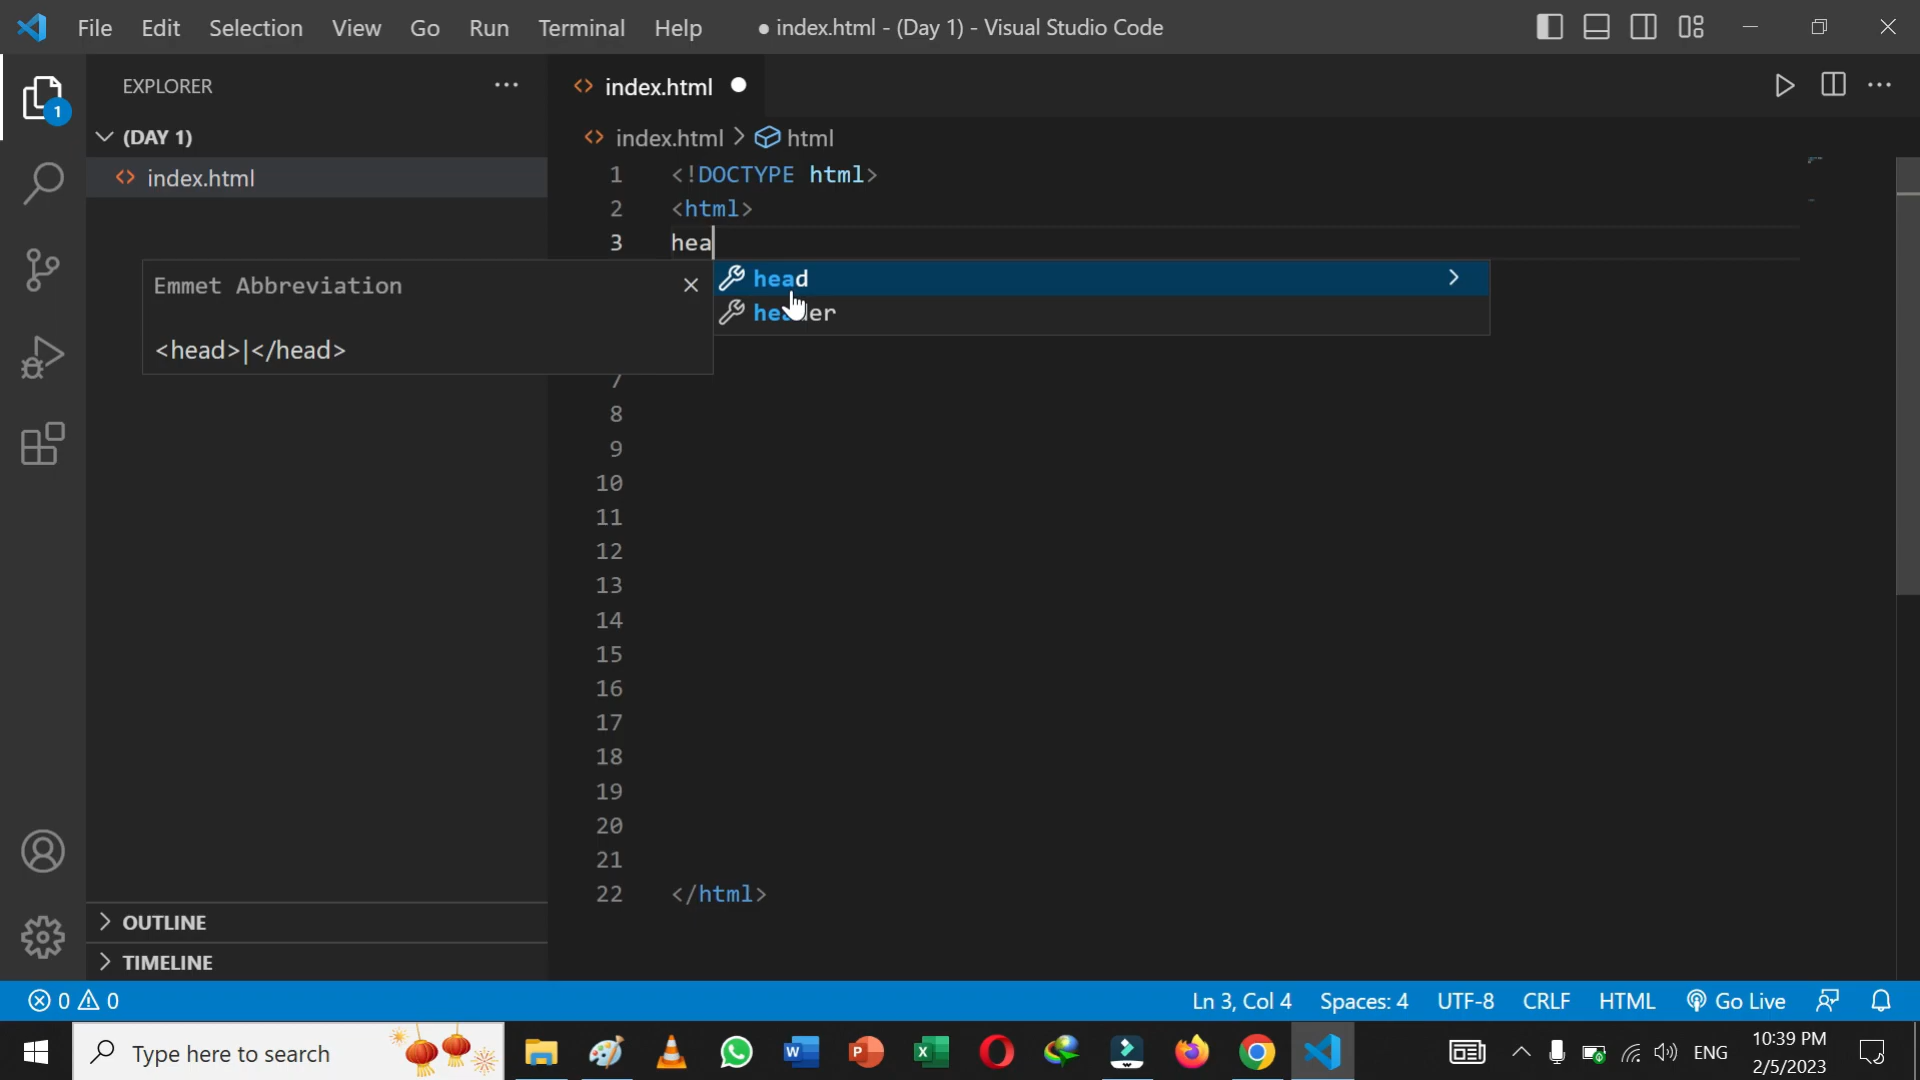 File Edit Selection View Go Run Terminal Help ● index.html - (Day 1) - Visual Studio Code
EXPLORER
index.html
1
(DAY 1)
index.html > html
index.html
1 <!DOCTYPE html>
2 <html>
3 hea
Emmet Abbreviation
<head>|</head>
head
header
7
8
9
10
11
12
13
14
15
16
17
18
19
20
21
22 </html>
OUTLINE
TIMELINE
0 0
Ln 3, Col 4 Spaces: 4 UTF-8 CRLF HTML Go Live
Type here to search
ENG
10:39 PM
2/5/2023